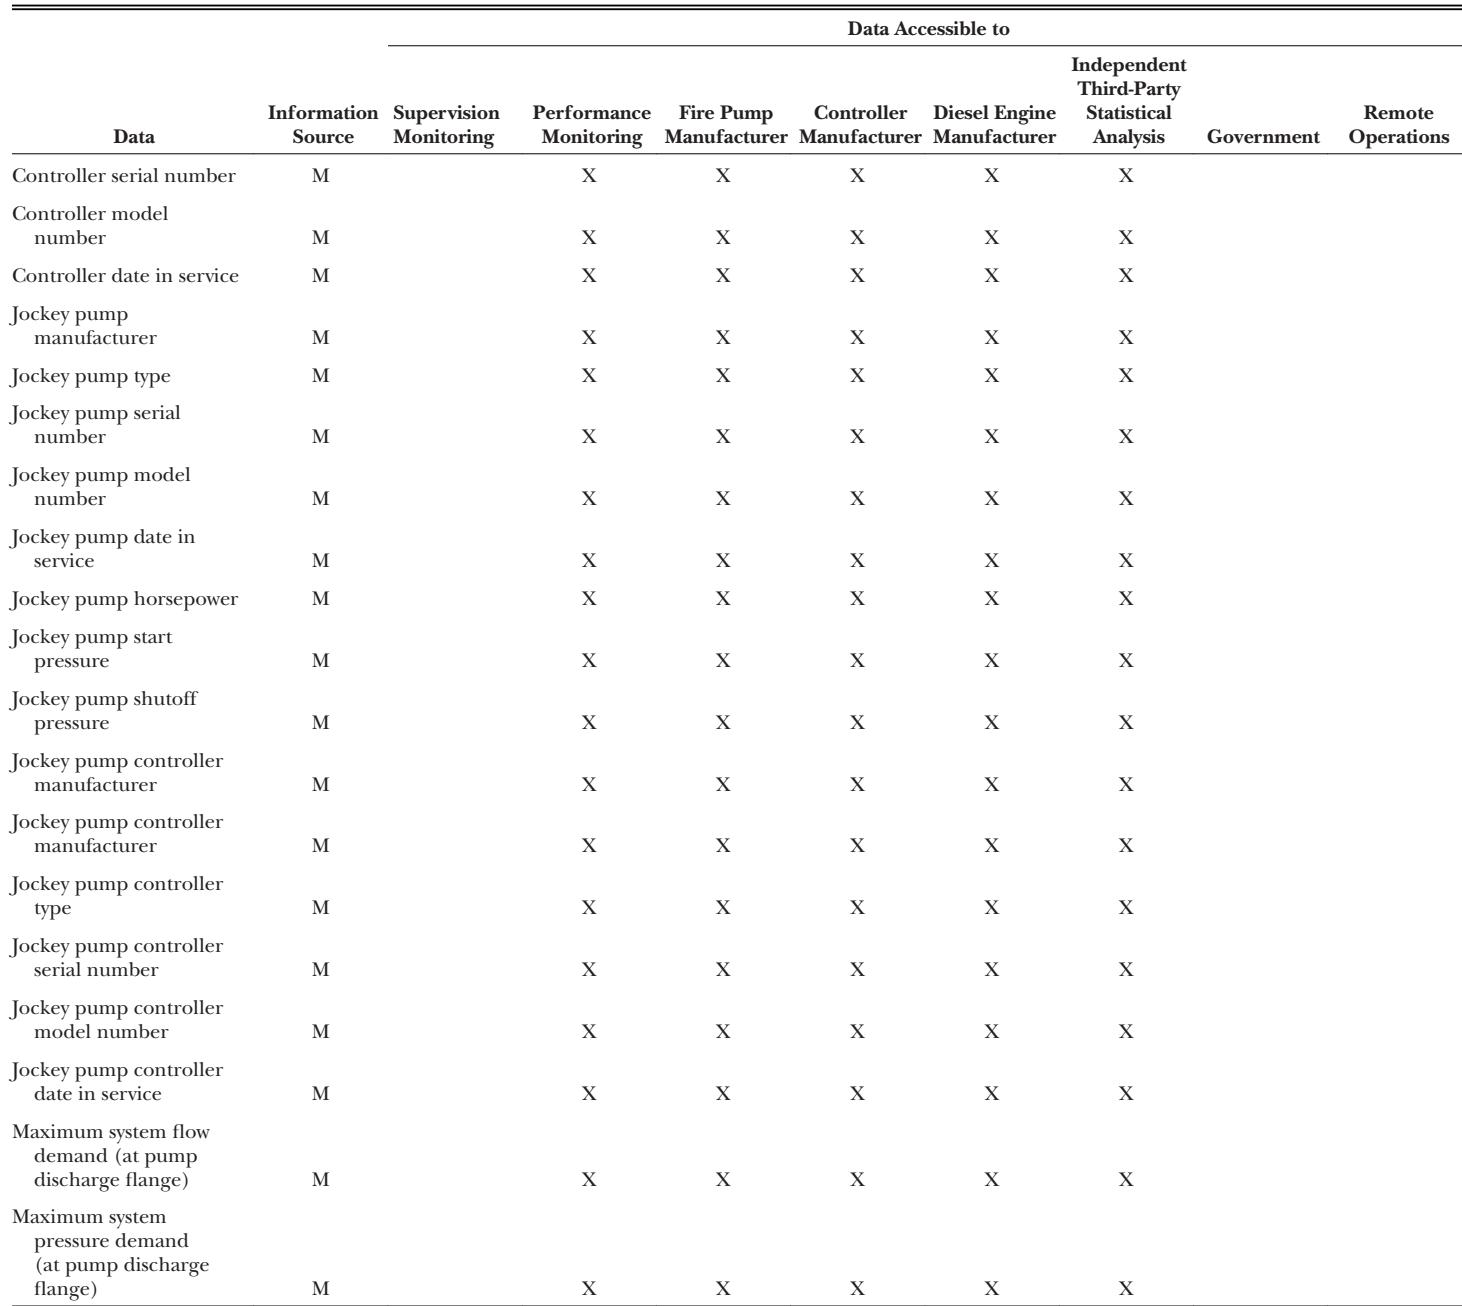 Data Accessible to
Independent
Third-Party
Information Supervision Performance Fire Pump Controller Diesel Engine Statistical Remote
Data Source Monitoring Monitoring Manufacturer Manufacturer Manufacturer Analysis Government Operations
Controller serial number M X X X X X
Controller model
number M X X X X X
Controller date in service M X X X X X
Jockey pump
manufacturer M X X X X X
Jockey pump type M X X X X X
Jockey pump serial
number M X X X X X
Jockey pump model
number M X X X X X
Jockey pump date in
service M X X X X X
Jockey pump horsepower M X X X X X
Jockey pump start
pressure M X X X X X
Jockey pump shutoff
pressure M X X X X X
Jockey pump controller
manufacturer M X X X X X
Jockey pump controller
manufacturer M X X X X X
Jockey pump controller
type M X X X X X
Jockey pump controller
serial number M X X X X X
Jockey pump controller
model number M X X X X X
Jockey pump controller
date in service M X X X X X
Maximum system flow
demand (at pump
discharge flange) M X X X X X
Maximum system
pressure demand
(at pump discharge
flange) M X X X X X